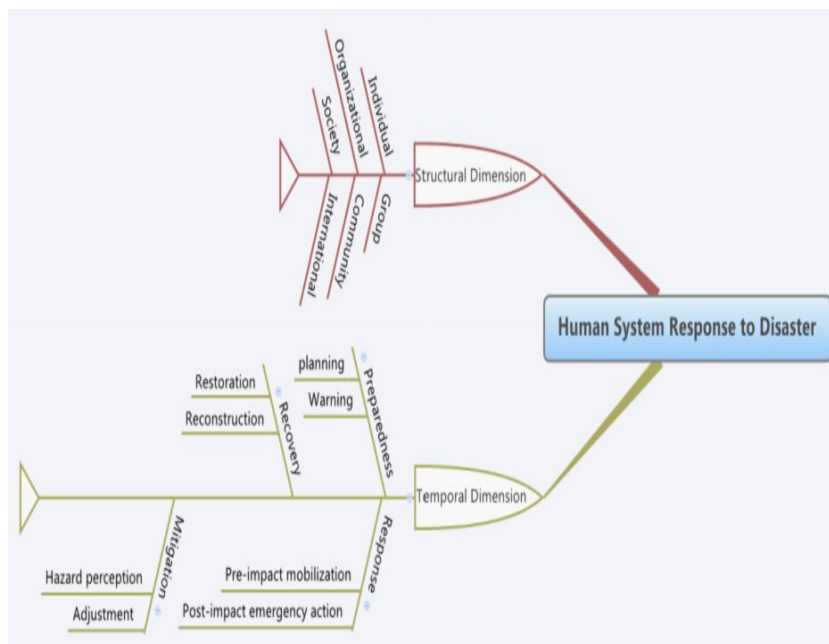 Individual
Organizational
Society
Structural Dimension
Group
Community
International
Human System Response to Disaster
Preparedness
planning
Warning
Recovery
Restoration
Reconstruction
Temporal Dimension
Response
Pre-impact mobilization
Post-impact emergency action
Mitigation
Hazard perception
Adjustment